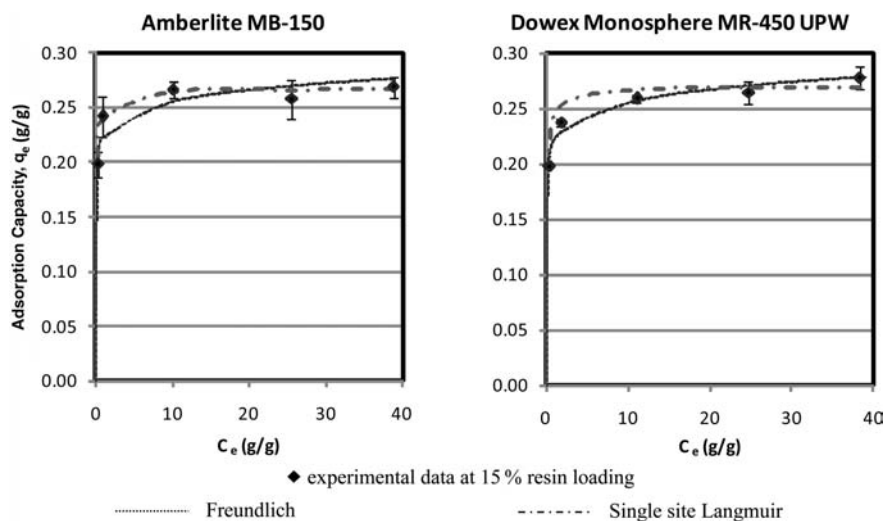 Amberlite MB-150
Adsorption Capacity, qₑ (g/g)
0.30
0.25
0.20
0.15
0.10
0.05
0.00
0 10 20 30 40
Cₑ (g/g)
Dowex Monosphere MR-450 UPW
0.30
0.25
0.20
0.15
0.10
0.05
0.00
0 10 20 30 40
Cₑ (g/g)
experimental data at 15 % resin loading
Freundlich Single site Langmuir